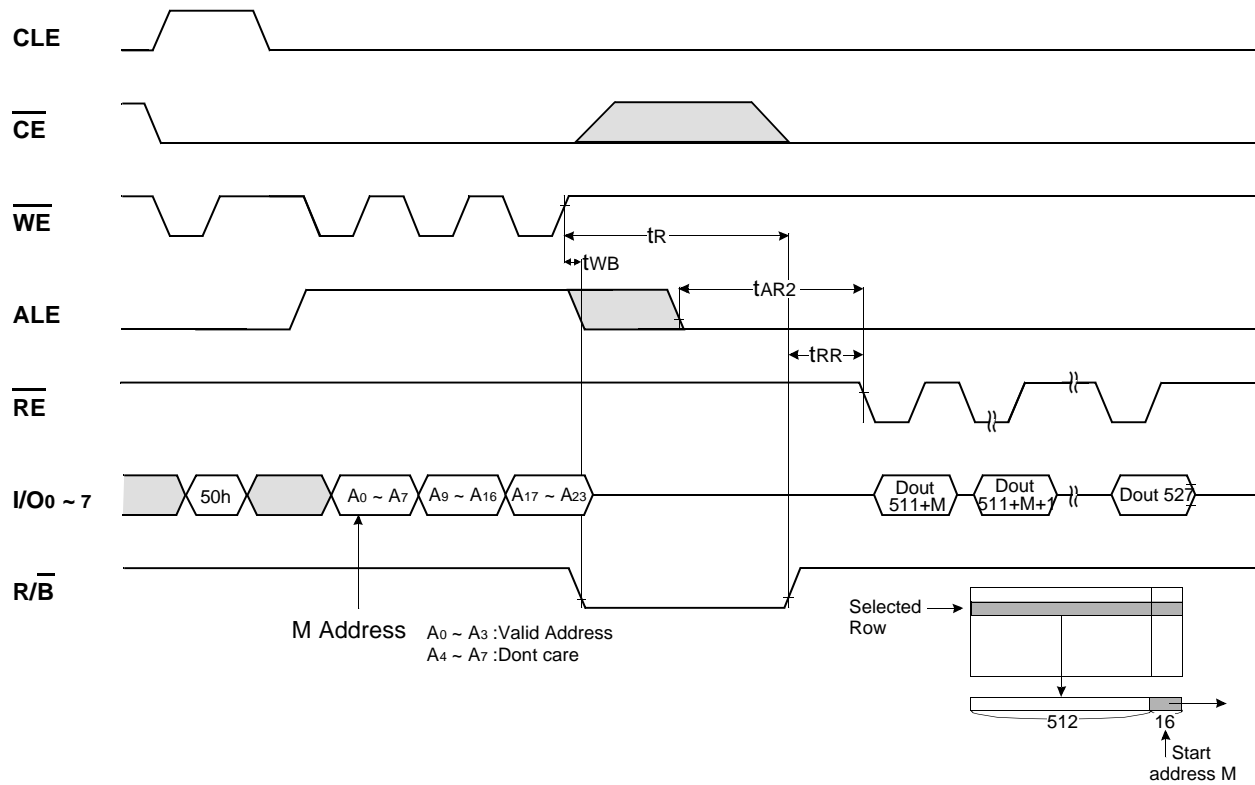 CLE
CE
WE
tR
tWB
ALE
tAR2
tRR
RE
I/O0 ~ 7
50h
A0 ~ A7
A9 ~ A16
A17 ~ A23
Dout
511+M
Dout
511+M+1
Dout 527
R/B
M Address
A0 ~ A3 :Valid Address
A4 ~ A7 :Dont care
Selected
Row
512
16
Start
address M